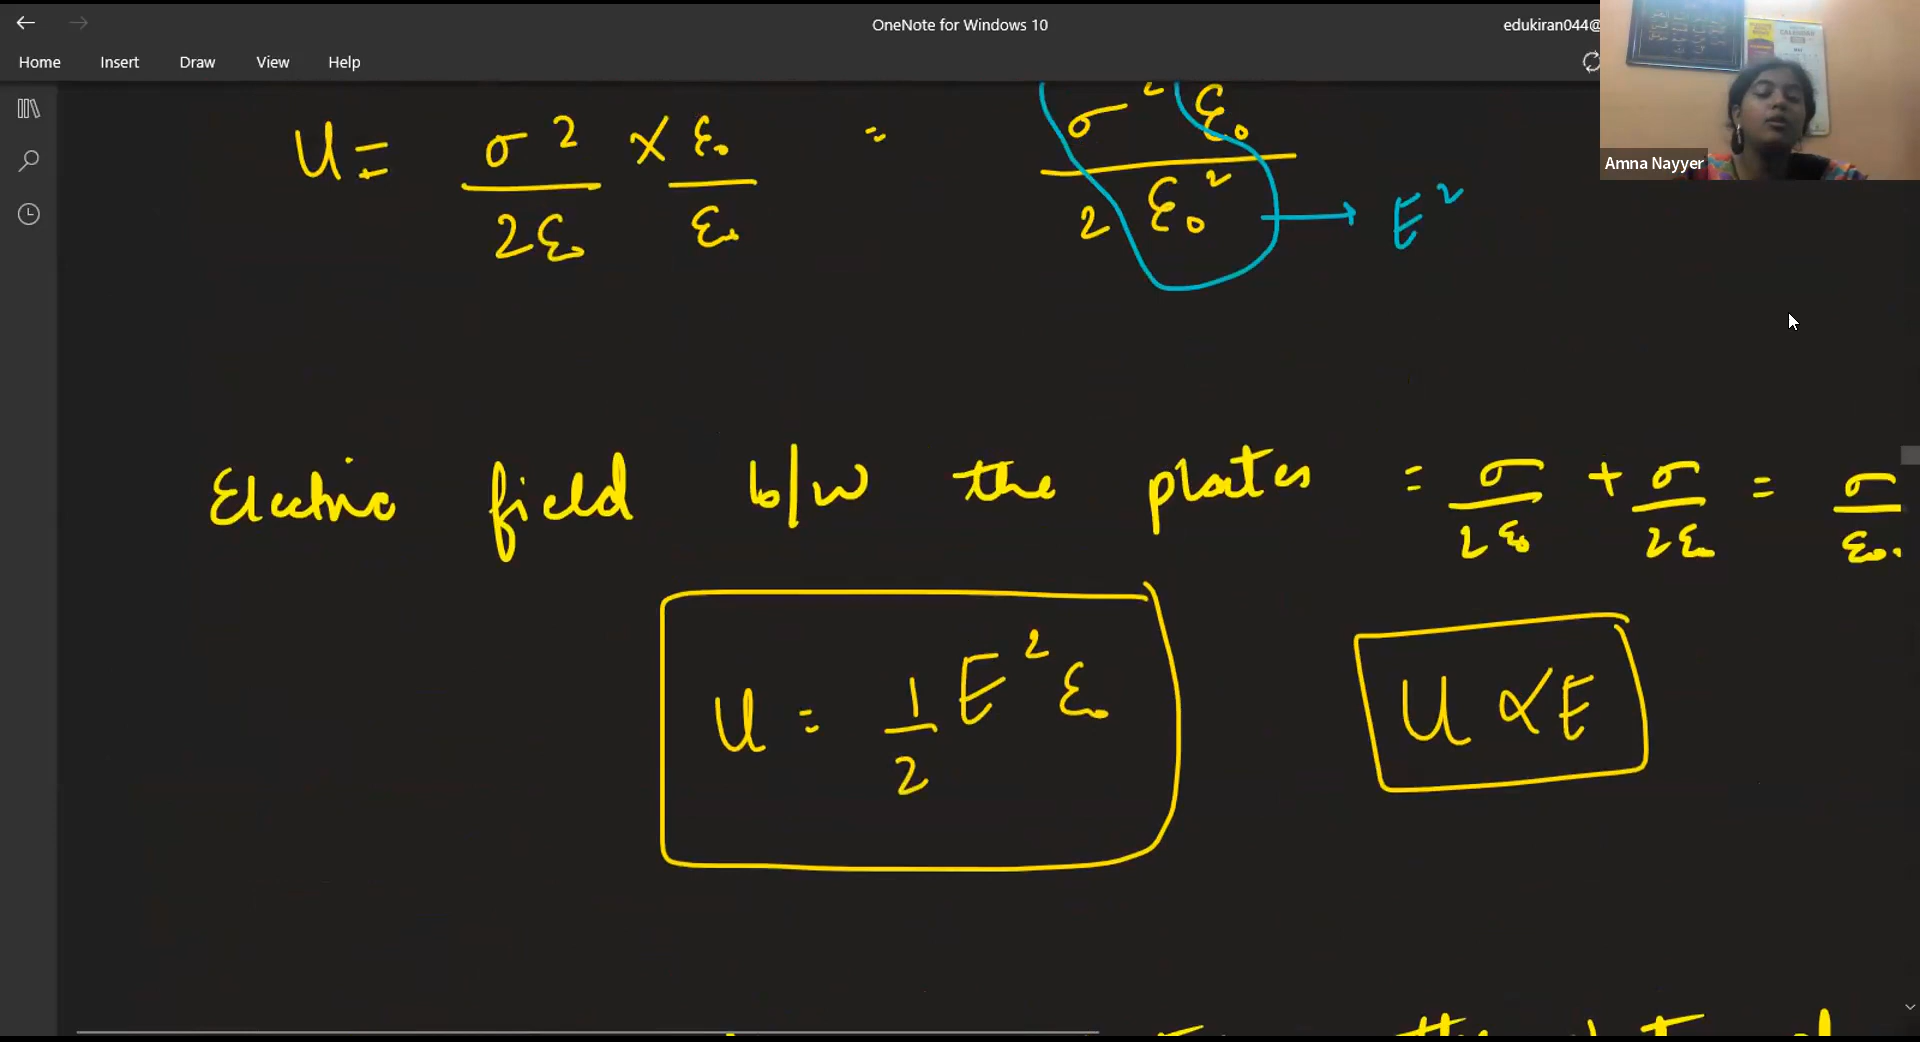 OneNote for Windows 10
edukiran044@
Home Insert Draw View Help
Amna Nayyer
U = σ² / 2ε₀ × ε₀ / ε₀ = σ² ε₀ / 2 ε₀² → E²
Electric field b/w the plates = σ / 2ε₀ + σ / 2ε₀ = σ / ε₀.
U = 1 / 2 E² ε₀
U ∝ E